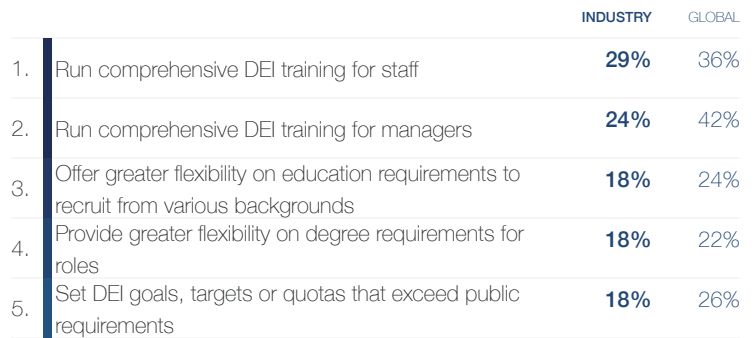 INDUSTRY GLOBAL
1. Run comprehensive DEI training for staff 29% 36%
2. Run comprehensive DEI training for managers 24% 42%
3. Offer greater flexibility on education requirements to
recruit from various backgrounds 18% 24%
4. Provide greater flexibility on degree requirements for
roles 18% 22%
5. Set DEI goals, targets or quotas that exceed public
requirements 18% 26%